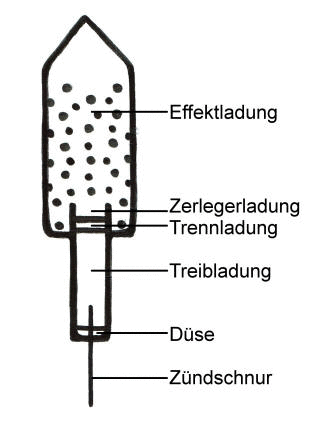 Effektladung
Zerlegerladung
Trennladung
Treibladung
Düse
Zündschnur